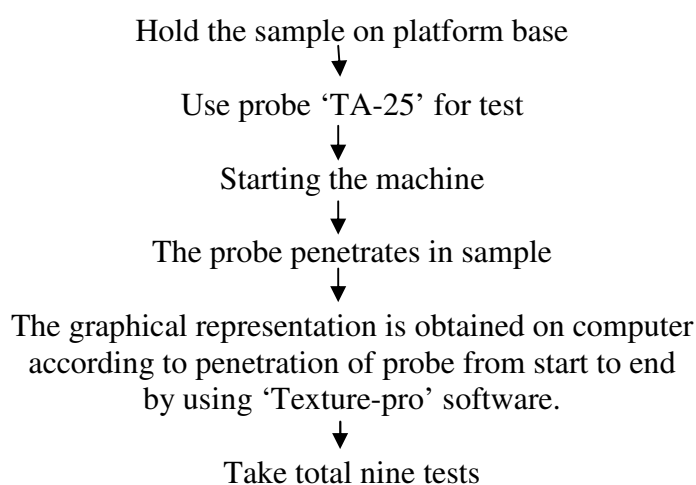 Hold the sample on platform base
Use probe ‘TA-25’ for test
Starting the machine
The probe penetrates in sample
The graphical representation is obtained on computer
according to penetration of probe from start to end
by using ‘Texture-pro’ software.
Take total nine tests